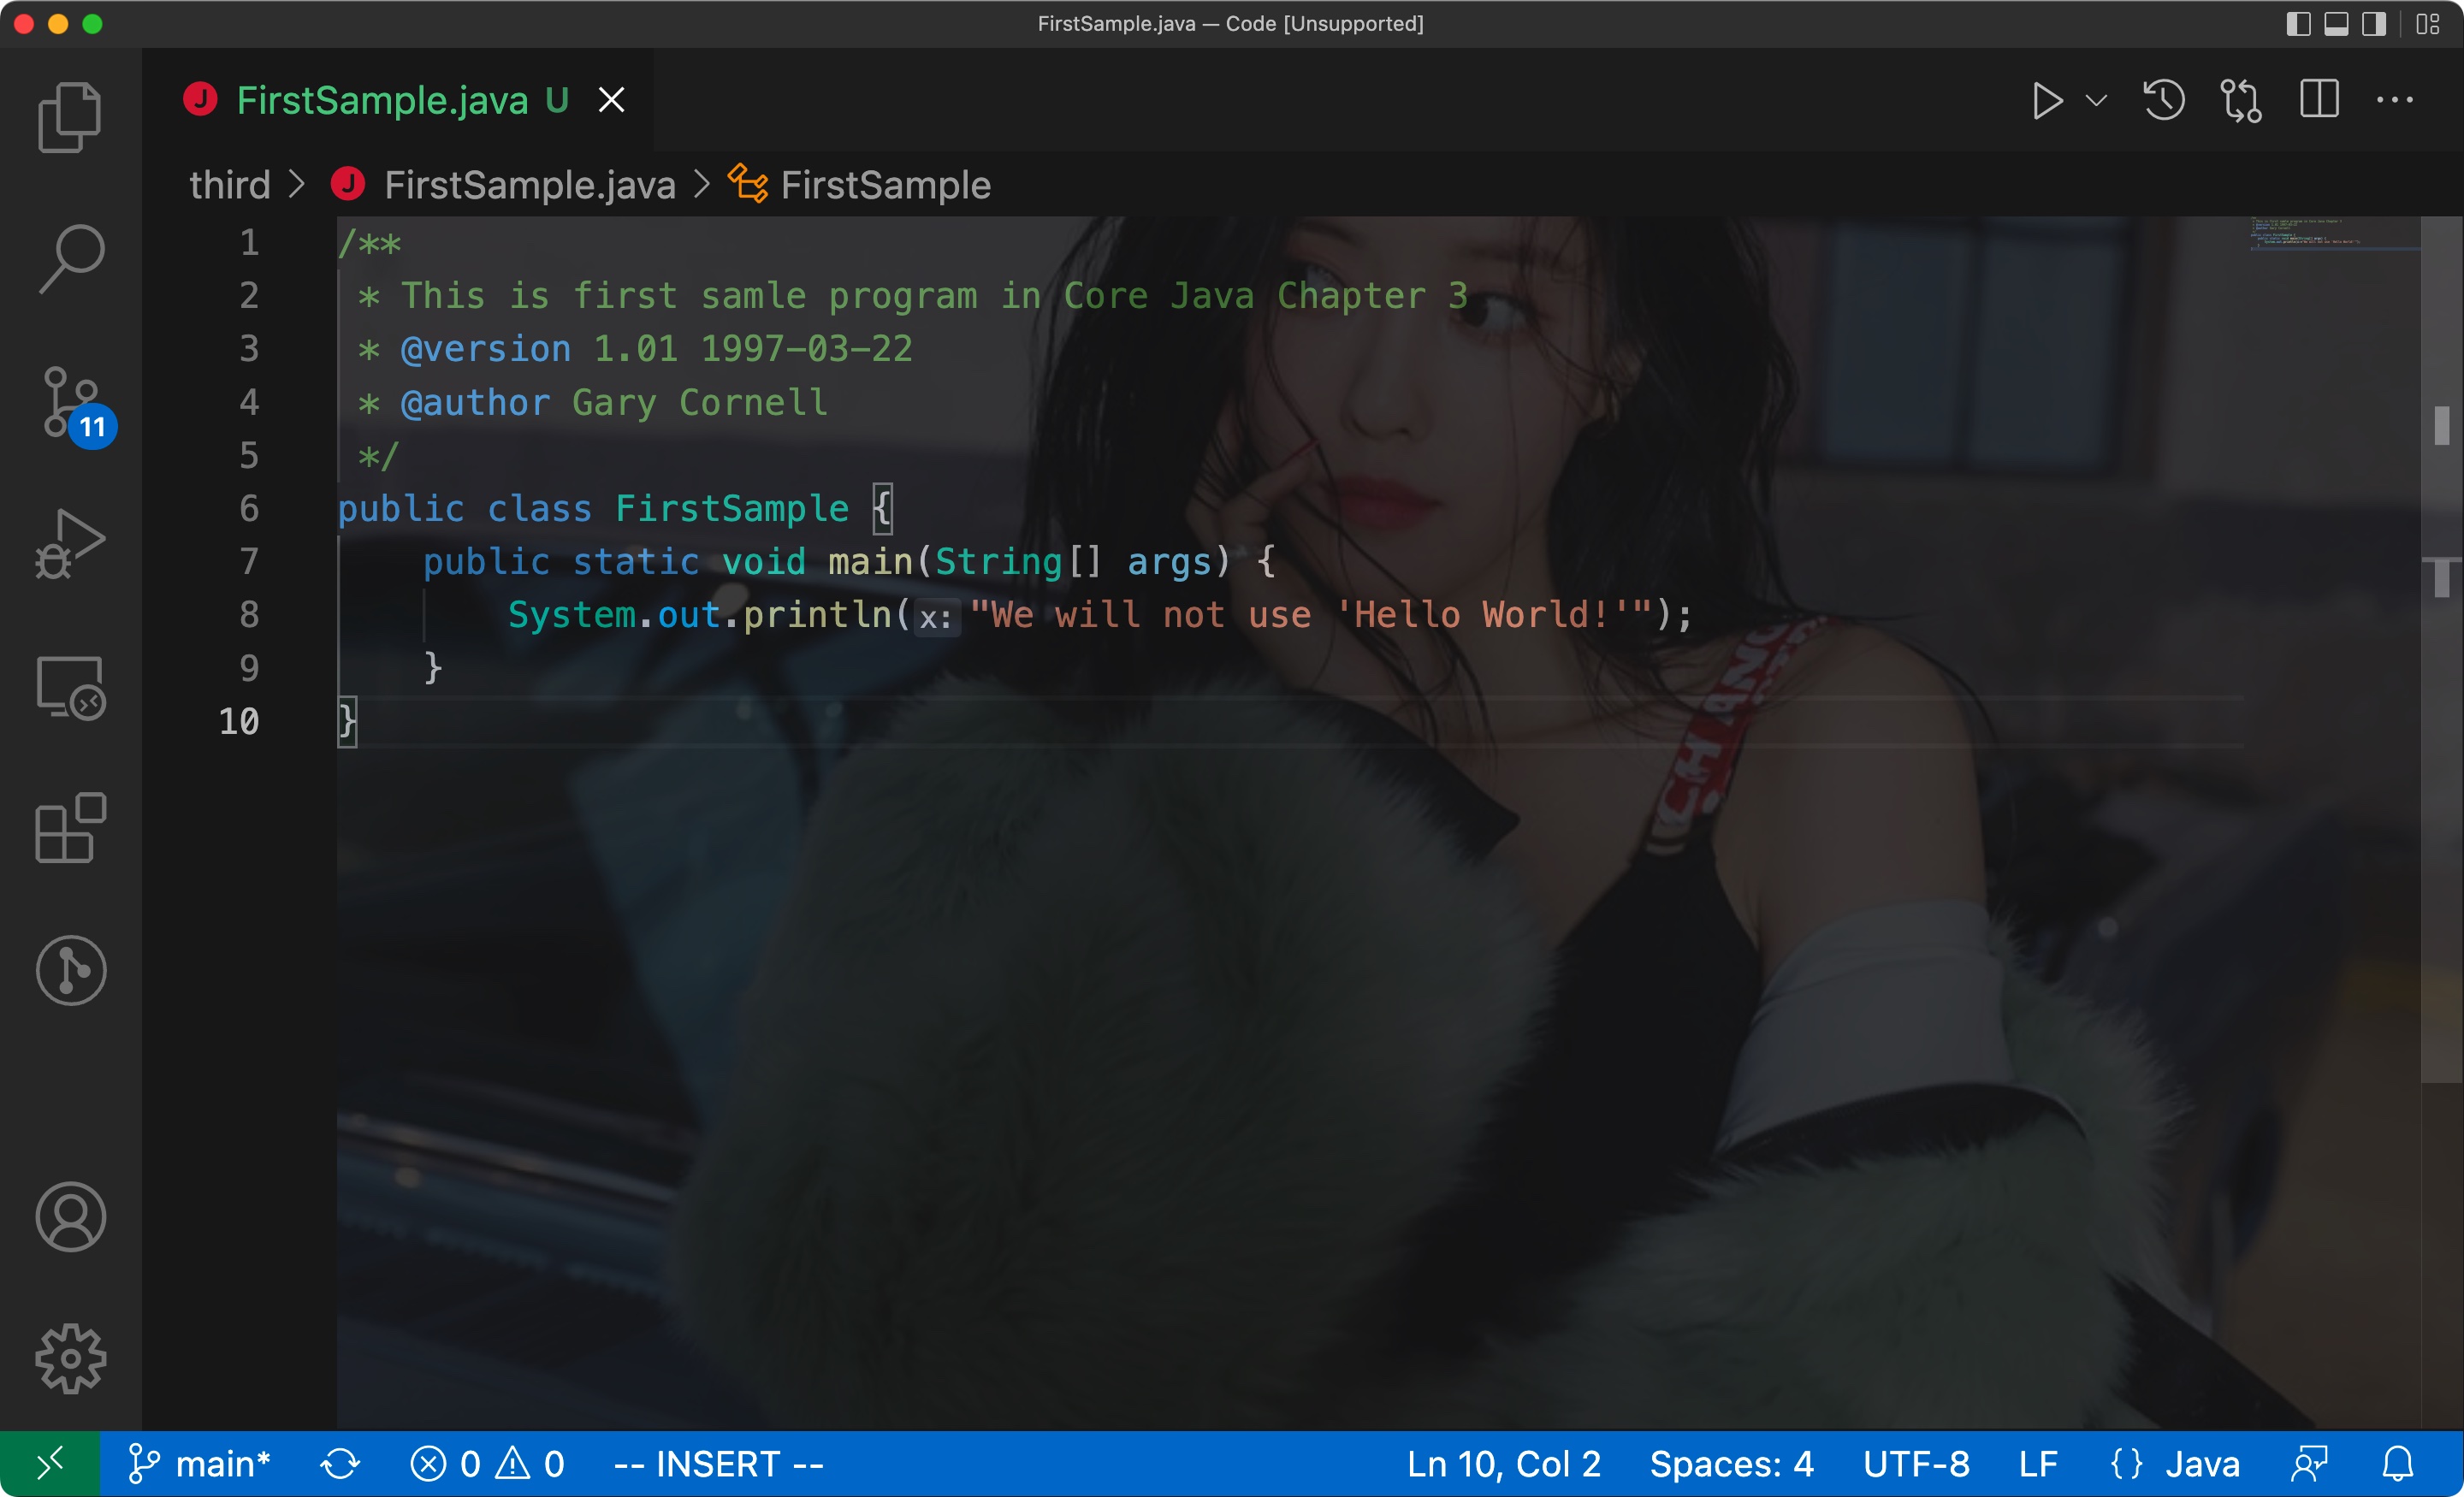 FirstSample.java — Code [Unsupported]
J FirstSample.java U
third > J FirstSample.java > FirstSample
1 /**
2  * This is first samle program in Core Java Chapter 3
3  * @version 1.01 1997-03-22
4  * @author Gary Cornell
5  */
6 public class FirstSample {
7     public static void main(String[] args) {
8         System.out.println(x: "We will not use 'Hello World!'");
9     }
10 }
11
main* 0 0 -- INSERT -- Ln 10, Col 2 Spaces: 4 UTF-8 LF {} Java